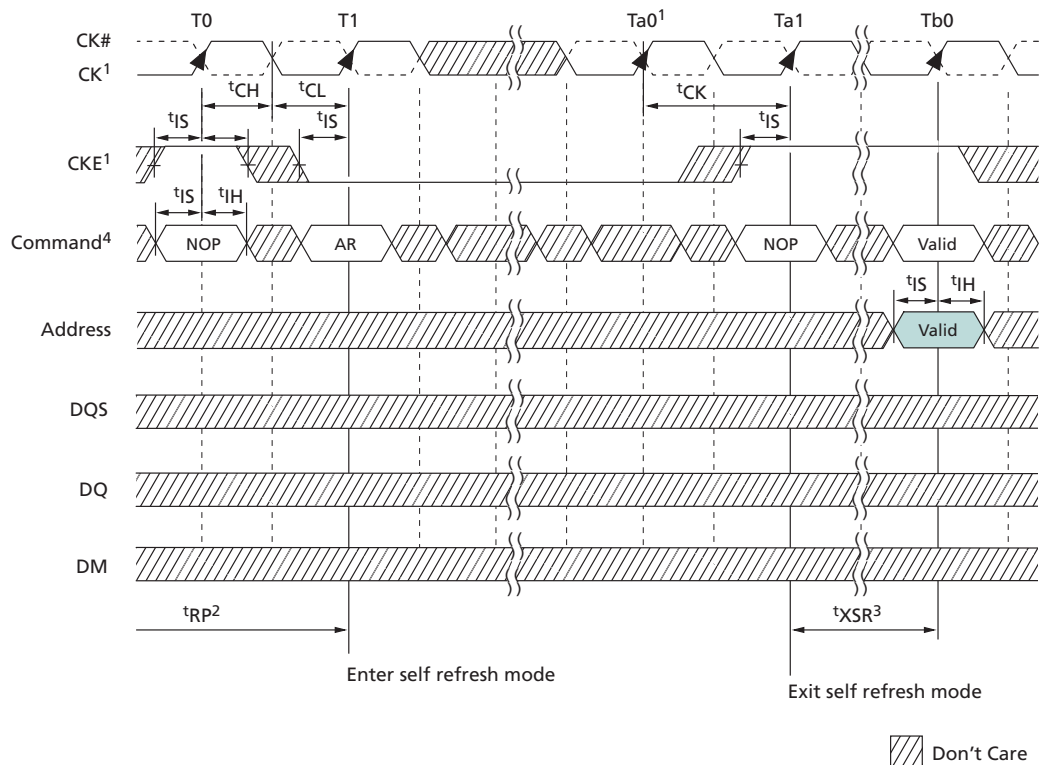 T0 T1 Ta0¹ Ta1 Tb0
CK#
CK¹
ᵗCH ᵗCL ᵗCK
ᵗIS ᵗIS ᵗIS
CKE¹
ᵗIS ᵗIH
Command⁴ NOP AR NOP Valid
ᵗIS ᵗIH
Address Valid
DQS
DQ
DM
ᵗRP² ᵗXSR³
Enter self refresh mode
Exit self refresh mode
Don't Care